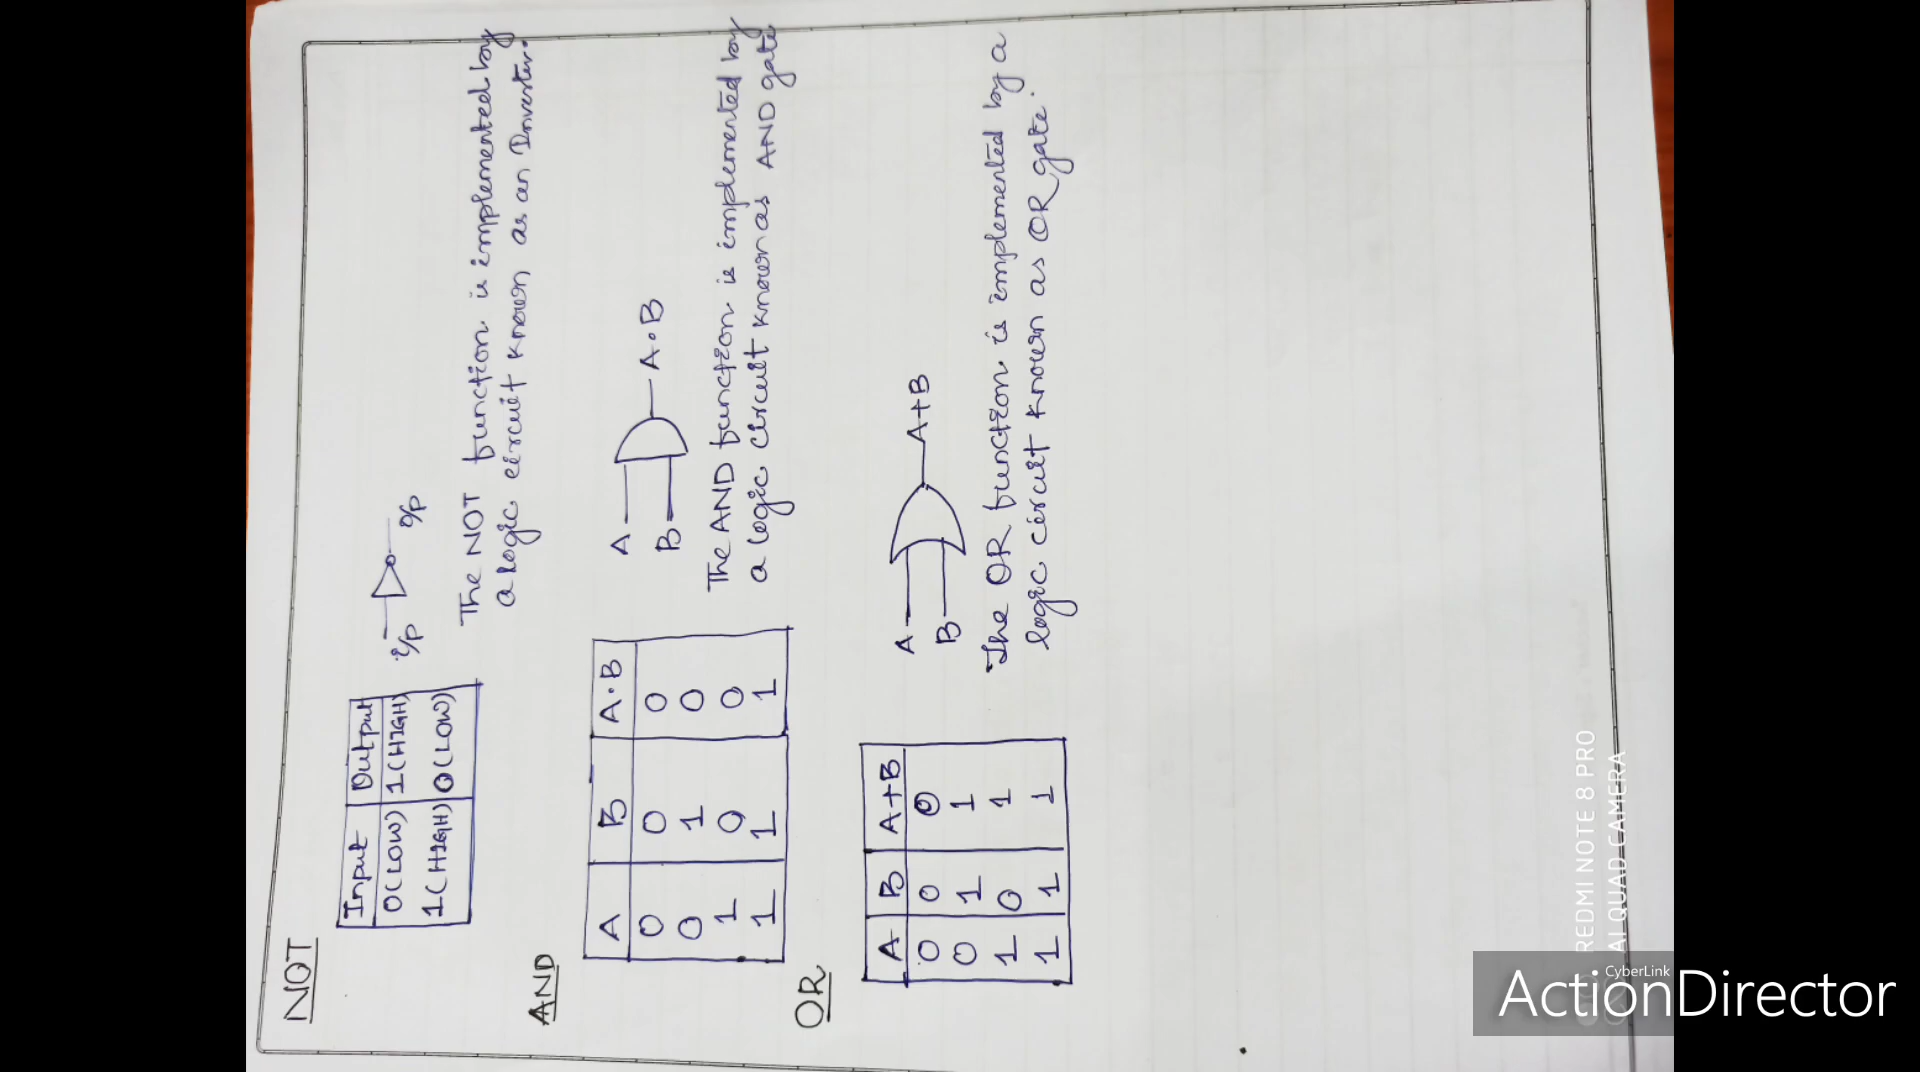 NOT
Input Output
0(LOW) 1(HIGH)
1(HIGH) 0(LOW)
i/p o/p
The NOT function is implemented by
a logic circuit known as an Inverter.
AND
A B A·B
0 0 0
0 1 0
1 0 0
1 1 1
A
B
A·B
The AND function is implemented by
a logic circuit known as AND gate
OR
A B A+B
0 0 0
0 1 1
1 0 1
1 1 1
A
B
A+B
The OR function is implemented by a
logic circuit known as OR gate.
REDMI NOTE 8 PRO
AI QUAD CAMERA
CyberLink
ActionDirector